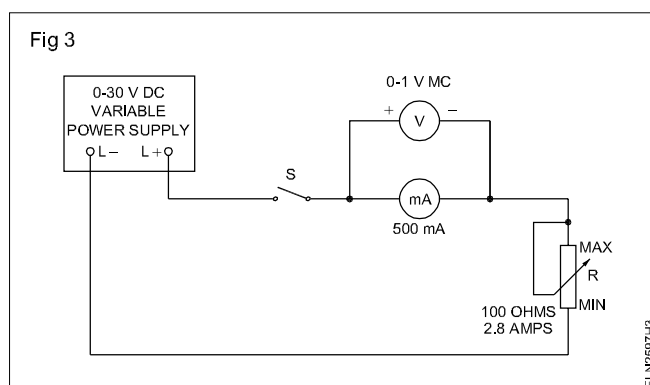 Fig 3
0-30 V DC
VARIABLE
POWER SUPPLY
L− L+
S
0-1 V MC
+ −
V
mA
500 mA
MAX
R
MIN
100 OHMS
2.8 AMPS
ELN2597H3